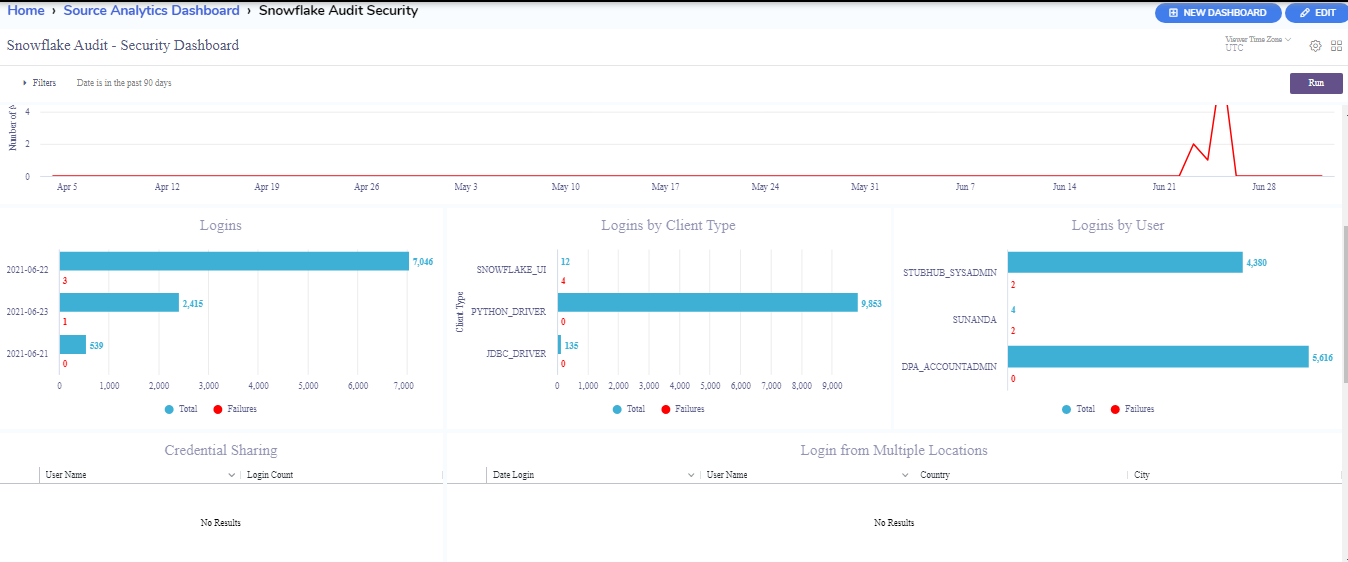 Home › Source Analytics Dashboard › Snowflake Audit Security
NEW DASHBOARD
EDIT
Snowflake Audit - Security Dashboard
Viewer Time Zone
UTC
Filters
Date is in the past 90 days
Run
Number of
4
2
0
Apr 5 Apr 12 Apr 19 Apr 26 May 3 May 10 May 17 May 24 May 31 Jun 7 Jun 14 Jun 21 Jun 28
Logins
2021-06-22
7,046
3
2021-06-23
2,415
1
2021-06-21
539
0
0 1,000 2,000 3,000 4,000 5,000 6,000 7,000
Total Failures
Logins by Client Type
Client Type
SNOWFLAKE_UI
12
4
PYTHON_DRIVER
9,853
0
JDBC_DRIVER
135
0
0 1,000 2,000 3,000 4,000 5,000 6,000 7,000 8,000 9,000
Total Failures
Logins by User
STUBHUB_SYSADMIN
4,380
2
SUNANDA
4
2
DPA_ACCOUNTADMIN
5,616
0
Total Failures
Credential Sharing
User Name Login Count
No Results
Login from Multiple Locations
Date Login User Name Country City
No Results